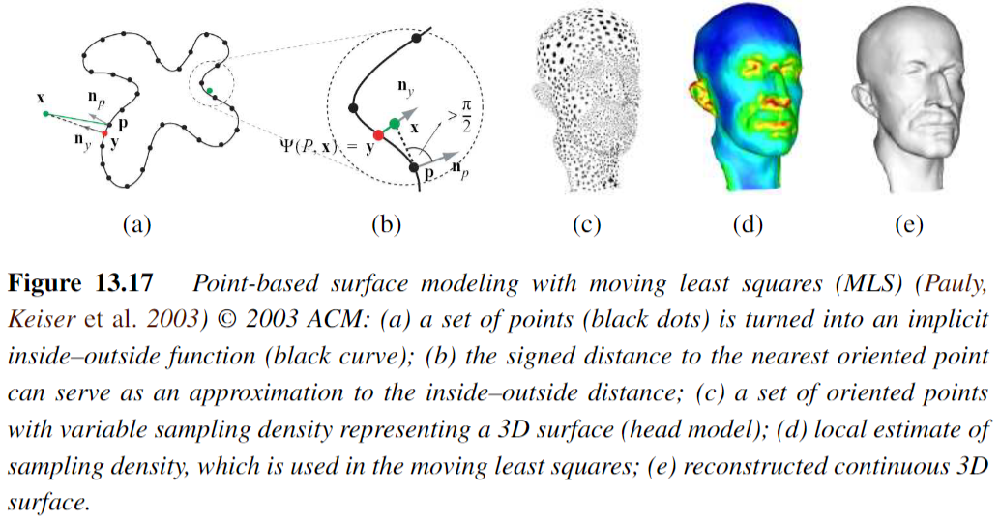 x
n_p
p
n_y
y
n_y
x
> π/2
Ψ(P, x) = y
p
n_p
(a)
(b)
(c)
(d)
(e)
Figure 13.17 Point-based surface modeling with moving least squares (MLS) (Pauly,
Keiser et al. 2003) © 2003 ACM: (a) a set of points (black dots) is turned into an implicit
inside–outside function (black curve); (b) the signed distance to the nearest oriented point
can serve as an approximation to the inside–outside distance; (c) a set of oriented points
with variable sampling density representing a 3D surface (head model); (d) local estimate of
sampling density, which is used in the moving least squares; (e) reconstructed continuous 3D
surface.